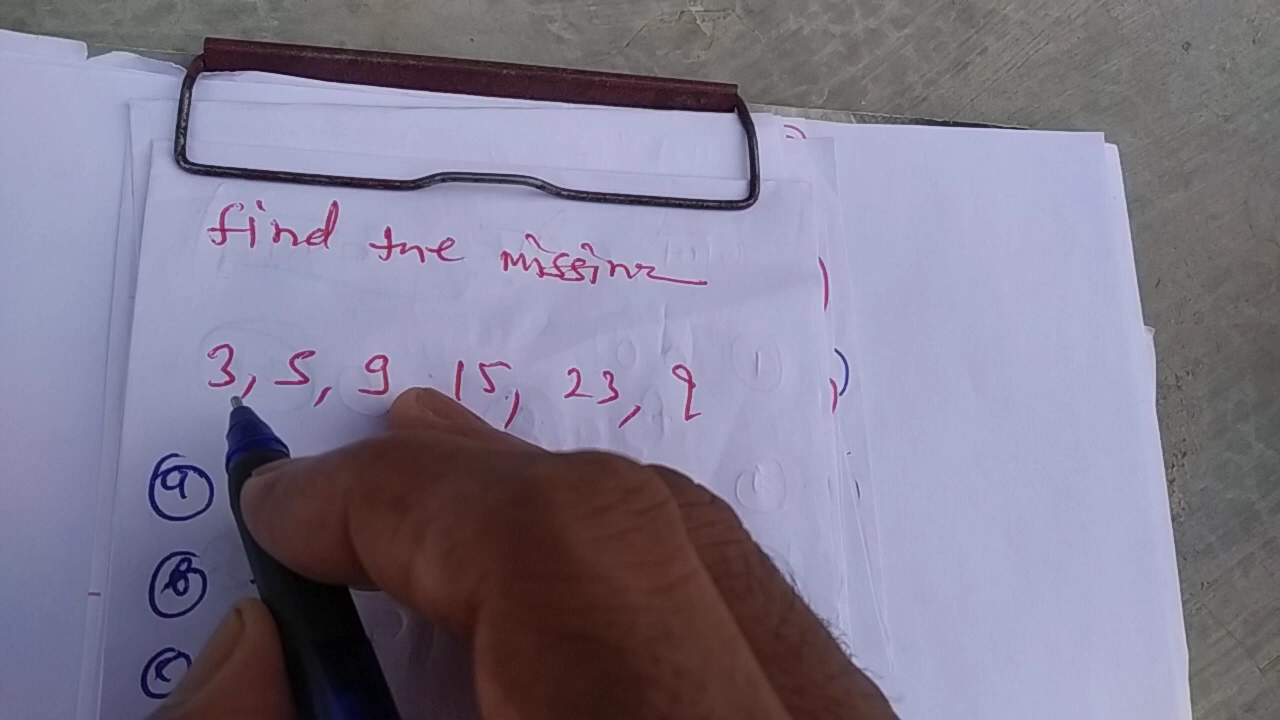 find the missing
3, 5, 9, 15, 23, ?
a
b
c